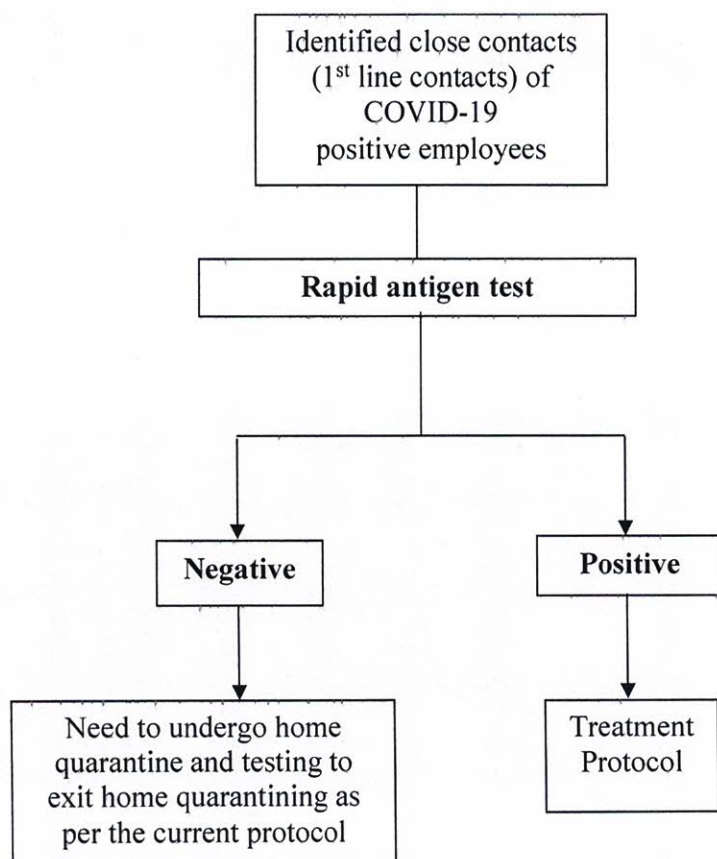 Identified close contacts
(1st line contacts) of
COVID-19
positive employees
Rapid antigen test
Negative
Positive
Need to undergo home
quarantine and testing to
exit home quarantining as
per the current protocol
Treatment
Protocol